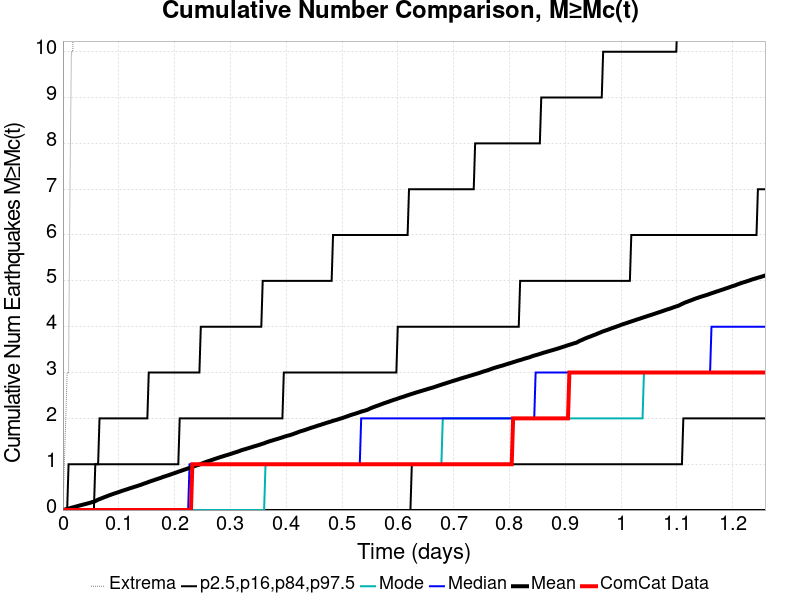 Cumulative Number Comparison, M≥Mc(t)
Cumulative Num Earthquakes M≥Mc(t)
10
9
8
7
6
5
4
3
2
1
0
0 0.1 0.2 0.3 0.4 0.5 0.6 0.7 0.8 0.9 1 1.1 1.2
Time (days)
Extrema p2.5,p16,p84,p97.5 Mode Median Mean ComCat Data